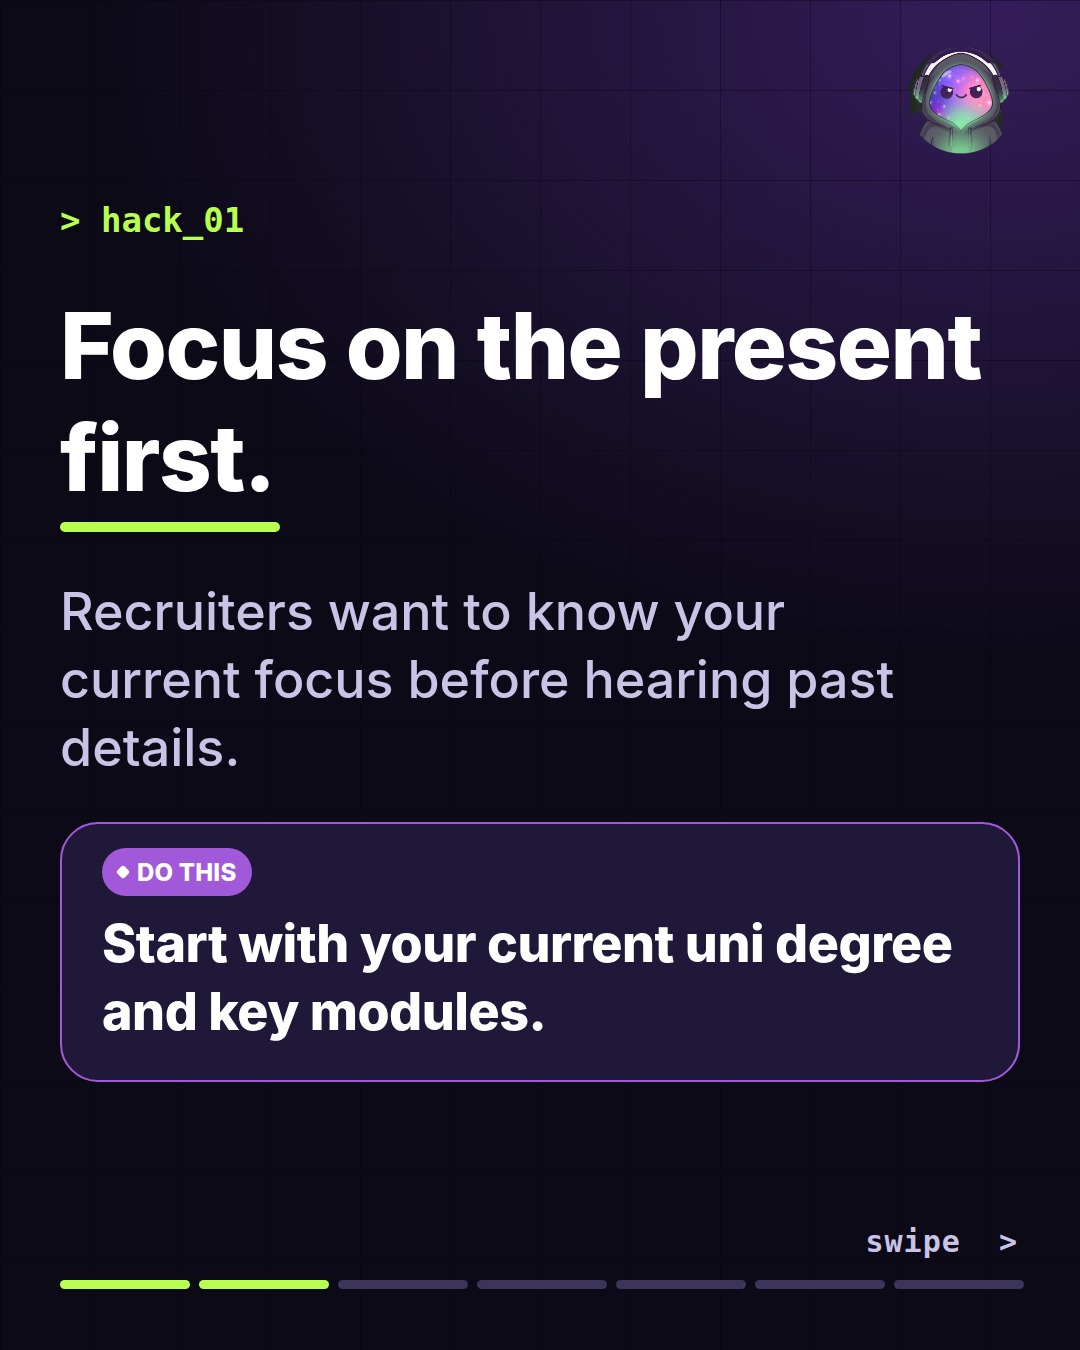 > hack_01
Focus on the present
first.
Recruiters want to know your
current focus before hearing past
details.
DO THIS
Start with your current uni degree
and key modules.
swipe >